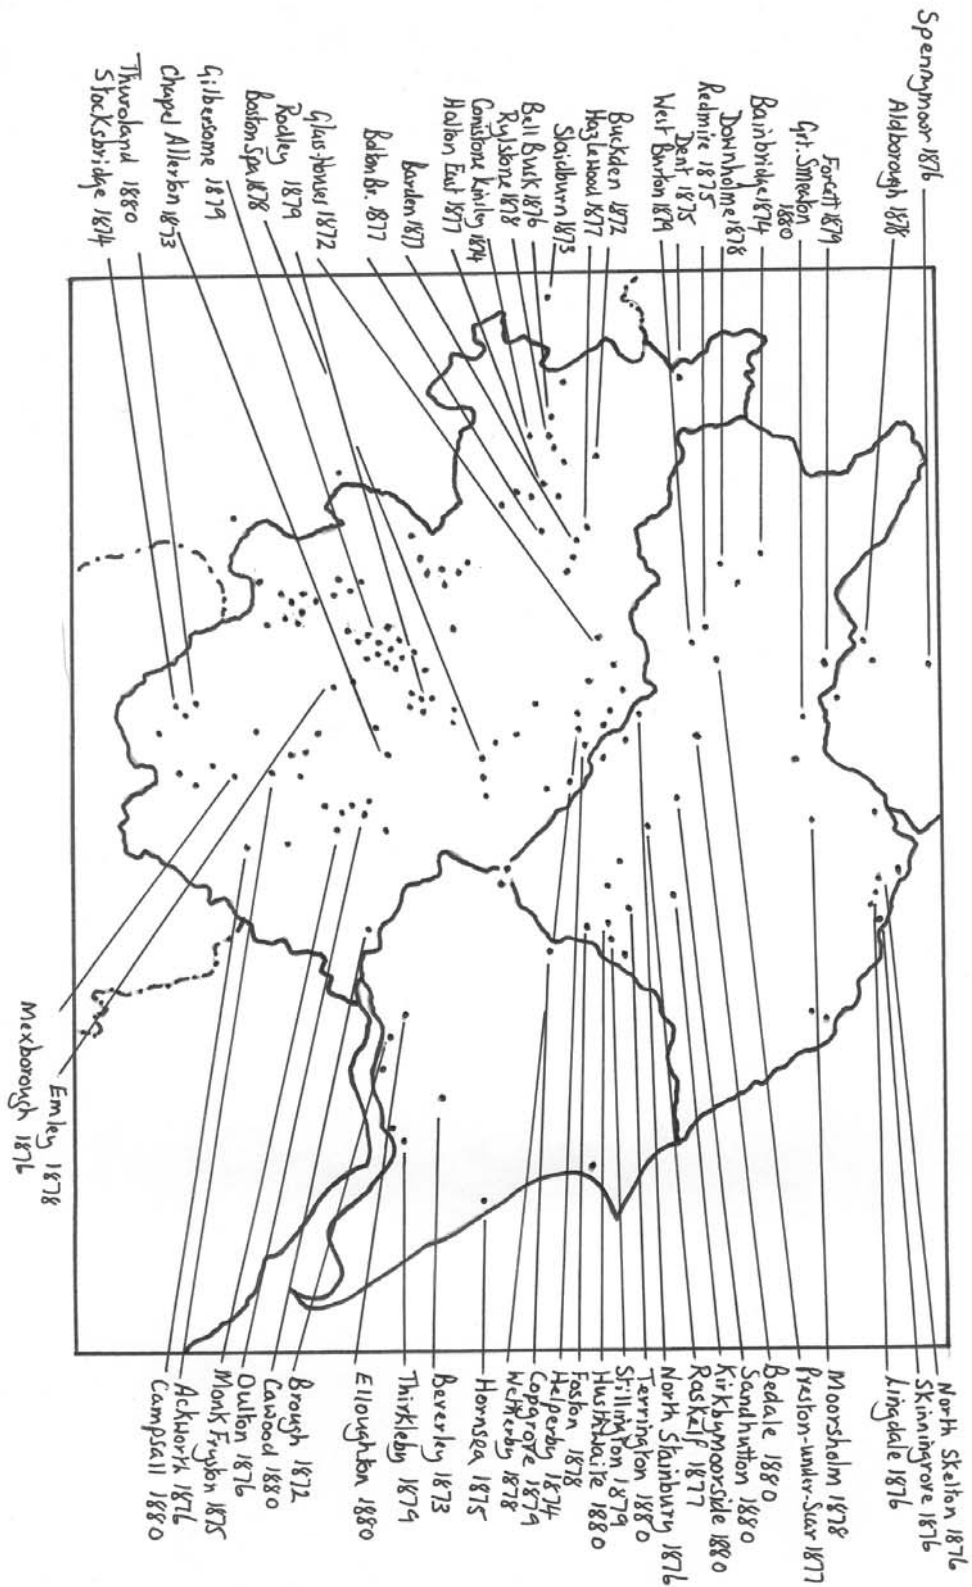 Spennymoor 1876
Aldborough 1878
Forcett 1879
Grt. Smeaton
1880
Bainbridge 1874
Downholme 1878
Redmire 1875
Dent 1875
West Burton 1879
Buckden 1872
Hazlewood 1877
Slaidburn 1873
Bell Busk 1876
Rylstone 1878
Conistone Kinley 1874
Halton East 1877
Barden 1877
Bolton Br. 1877
Glass-Houses 1872
Rodley 1879
Boston Spa 1878
Gilbersome 1879
Chapel Allerton 1873
Thurgoland 1880
Stocksbridge 1874
North Skelton 1876
Skinningrove 1876
Lingdale 1876
Moorsholm 1878
Preston-under-Scar 1877
Bedale 1880
Sandhutton 1880
Kirkbymoorside 1880
Raskelf 1877
North Stainbury 1876
Terrington 1880
Stillington 1879
Husthwaite 1880
Foston 1878
Helperby 1874
Copgrove 1879
Wetherby 1878
Hornsea 1875
Beverley 1873
Thirkleby 1879
Elloughton 1880
Brough 1872
Cawood 1880
Oulton 1876
Monk Fryston 1875
Ackworth 1876
Campsall 1880
Emley 1878
Mexborough 1876